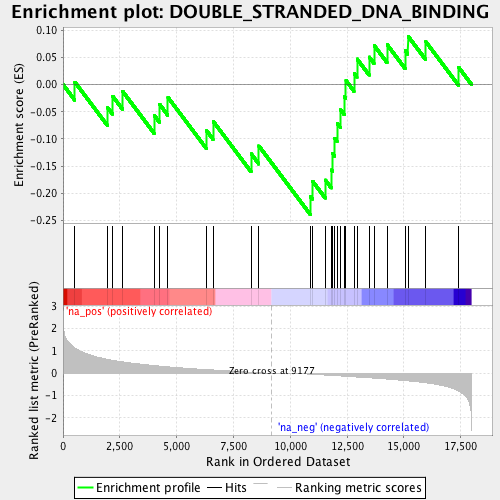 Enrichment plot: DOUBLE_STRANDED_DNA_BINDING
Enrichment score (ES)
0.10
0.05
0.00
-0.05
-0.10
-0.15
-0.20
-0.25
Ranked list metric (PreRanked)
3
2
1
0
-1
-2
'na_pos' (positively correlated)
Zero cross at 9177
'na_neg' (negatively correlated)
0
2,500
5,000
7,500
10,000
12,500
15,000
17,500
Rank in Ordered Dataset
Enrichment profile
Hits
Ranking metric scores